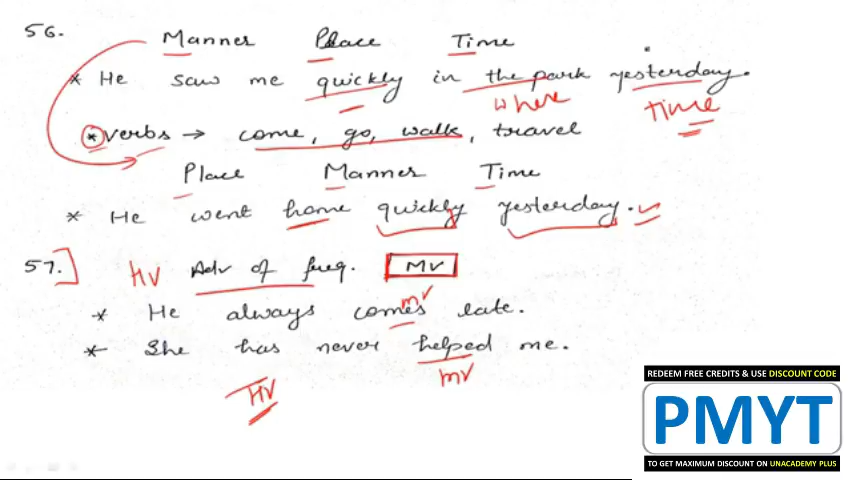 56.
Manner Place Time
* He saw me quickly in the park yesterday.
where time
* verbs → come, go, walk, travel
Place Manner Time
* He went home quickly yesterday.
57. HV Adv of freq. MV
mv
* He always comes late.
* She has never helped me.
HV mv
REDEEM FREE CREDITS & USE DISCOUNT CODE
PMYT
TO GET MAXIMUM DISCOUNT ON UNACADEMY PLUS